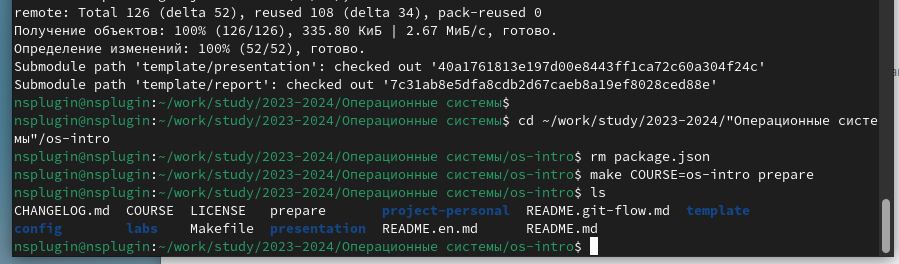 remote: Total 126 (delta 52), reused 108 (delta 34), pack-reused 0
Получение объектов: 100% (126/126), 335.80 КиБ | 2.67 МиБ/с, готово.
Определение изменений: 100% (52/52), готово.
Submodule path 'template/presentation': checked out '40a1761813e197d00e8443ff1ca72c60a304f24c'
Submodule path 'template/report': checked out '7c31ab8e5dfa8cdb2d67caeb8a19ef8028ced88e'
nsplugin@nsplugin:~/work/study/2023-2024/Операционные системы$
nsplugin@nsplugin:~/work/study/2023-2024/Операционные системы$ cd ~/work/study/2023-2024/"Операционные систе
мы"/os-intro
nsplugin@nsplugin:~/work/study/2023-2024/Операционные системы/os-intro$ rm package.json
nsplugin@nsplugin:~/work/study/2023-2024/Операционные системы/os-intro$ make COURSE=os-intro prepare
nsplugin@nsplugin:~/work/study/2023-2024/Операционные системы/os-intro$ ls
CHANGELOG.md COURSE LICENSE prepare project-personal README.git-flow.md template
config labs Makefile presentation README.en.md README.md
nsplugin@nsplugin:~/work/study/2023-2024/Операционные системы/os-intro$